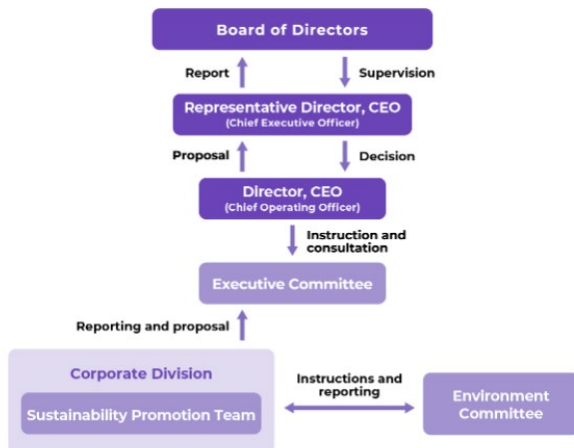 Board of Directors
Report
Supervision
Representative Director, CEO
(Chief Executive Officer)
Proposal
Decision
Director, CEO
(Chief Operating Officer)
Instruction and
consultation
Executive Committee
Reporting and proposal
Corporate Division
Sustainability Promotion Team
Instructions and
reporting
Environment
Committee